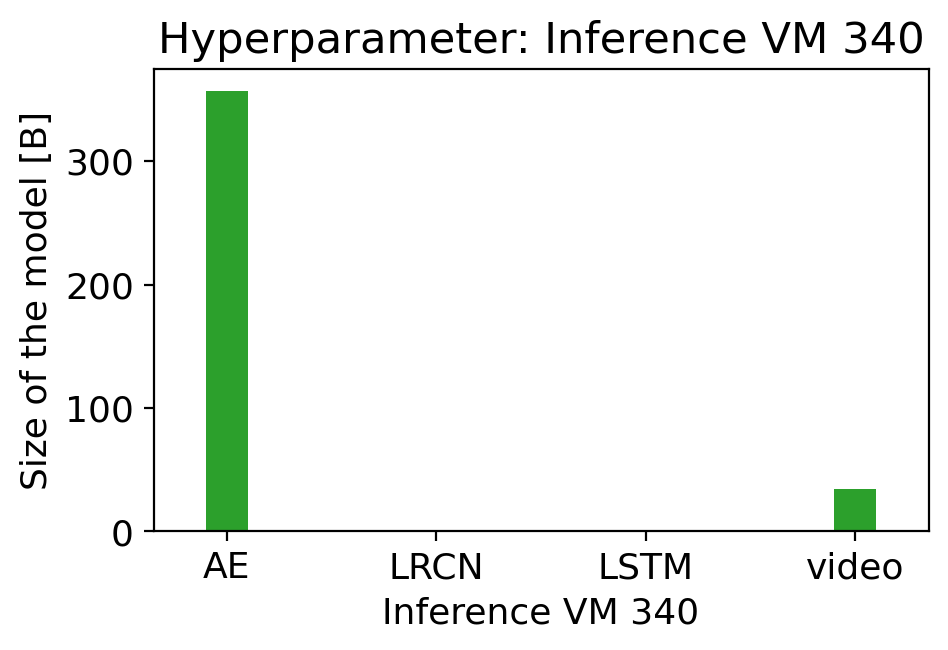 Hyperparameter: Inference VM 340
Size of the model [B]
300
200
100
0
AE LRCN LSTM video
Inference VM 340